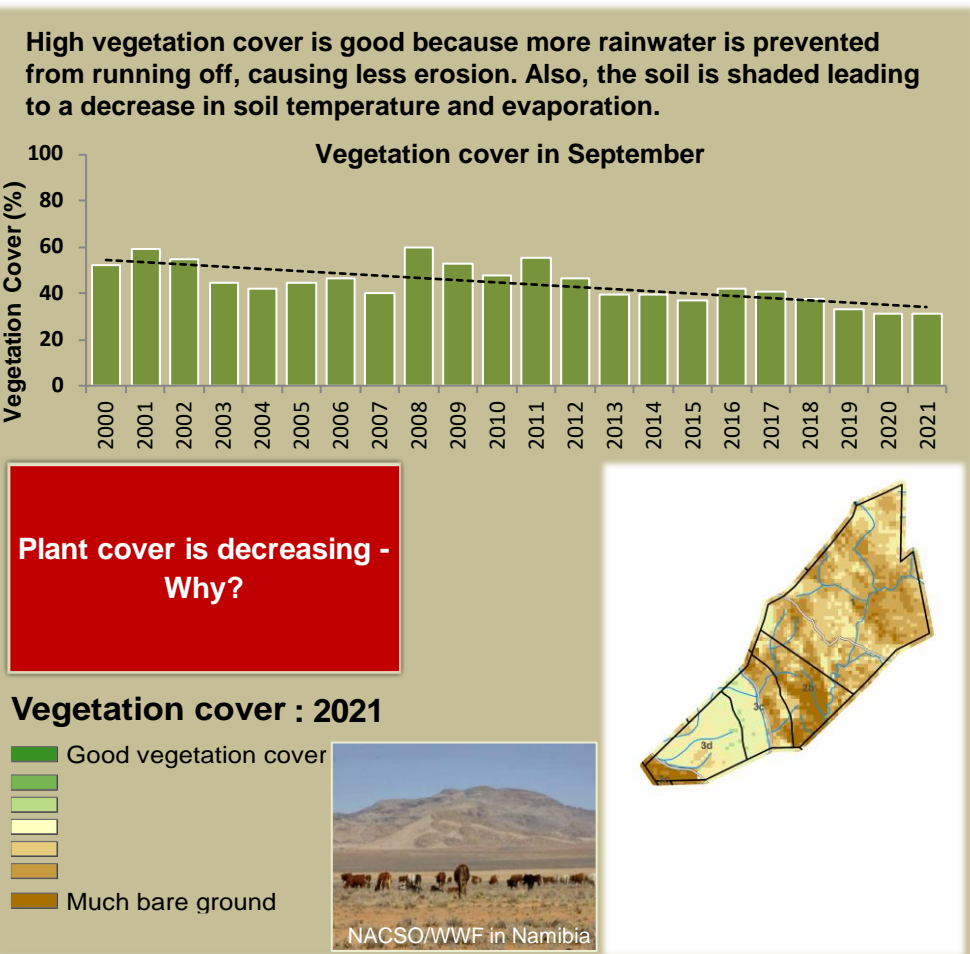 High vegetation cover is good because more rainwater is prevented
from running off, causing less erosion. Also, the soil is shaded leading
to a decrease in soil temperature and evaporation.
Vegetation cover in September
Vegetation Cover (%)
100
80
60
40
20
0
2000
2001
2002
2003
2004
2005
2006
2007
2008
2009
2010
2011
2012
2013
2014
2015
2016
2017
2018
2019
2020
2021
Plant cover is decreasing -
Why?
Vegetation cover : 2021
Good vegetation cover
Much bare ground
NACSO/WWF in Namibia
1
2b
3c
3d